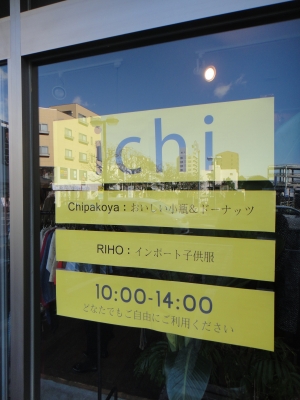 ichi
Cnipakoya：おいしい小瓶&ドーナッツ
RIHO：インポート子供服
10:00-14:00
どなたでもご自由にご利用ください